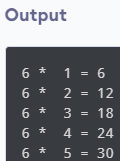 Output
6 *  1 = 6
6 *  2 = 12
6 *  3 = 18
6 *  4 = 24
6 *  5 = 30